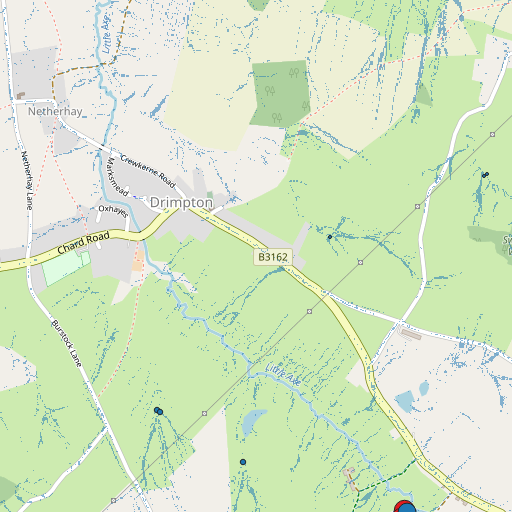 Little Axe
Netherhay
Crewkerne Road
Marksmead
Netherhay Lane
Drimpton
Oxhayes
Chard Road
B3162
Burstock Lane
Little Axe